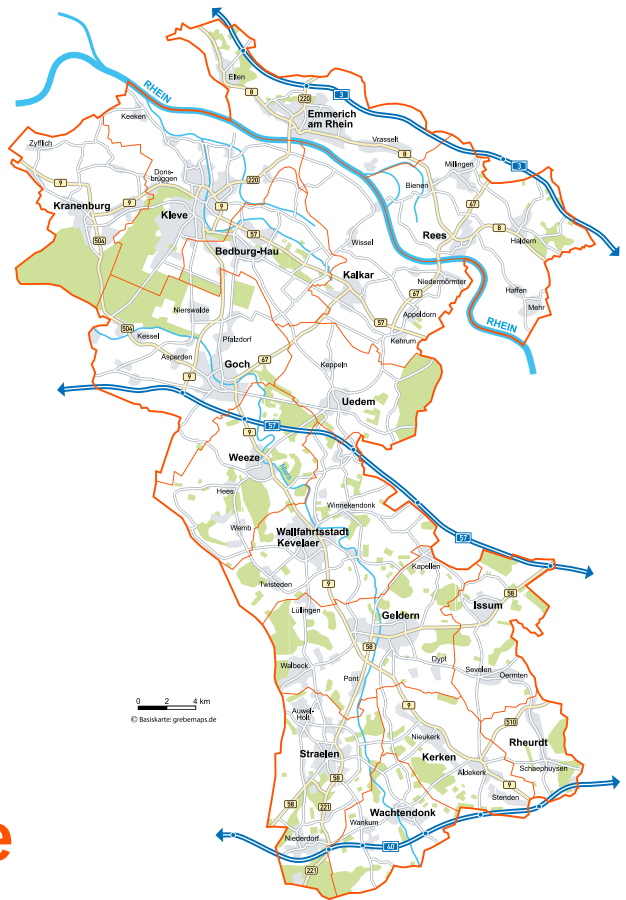 Elten
3
8
220
Emmerich
am Rhein
RHEIN
Keeken
Vrasselt
8
Zyfflich
Millingen
3
Dons-
brüggen
9
220
Bienen
Kranenburg
9
Kleve
9
67
504
57
Rees
8
Haldern
Bedburg-Hau
Wissel
Kalkar
Niedermörmter
67
Haffen
Mehr
Nierswalde
Appeldorn
RHEIN
504
Kessel
Pfalzdorf
57
Kehrum
Asperden
67
Goch
Keppeln
9
Uedem
57
9
Weeze
Niers
Hees
Winnekendonk
Wemb
Wallfahrtsstadt
Kevelaer
57
Kapellen
9
Twisteden
58
Lüllingen
Issum
Geldern
58
Dypt
Walbeck
Sevelen
Pont
Oermten
0 2 4 km
© Basiskarte: grebemaps.de
9
Auwel-
Holt
510
Nieukerk
Rheurdt
Straelen
Kerken
Schaephuysen
Aldekerk
58
9
Stenden
58
221
Wachtendonk
Wankum
Niederdorf
40
221
e